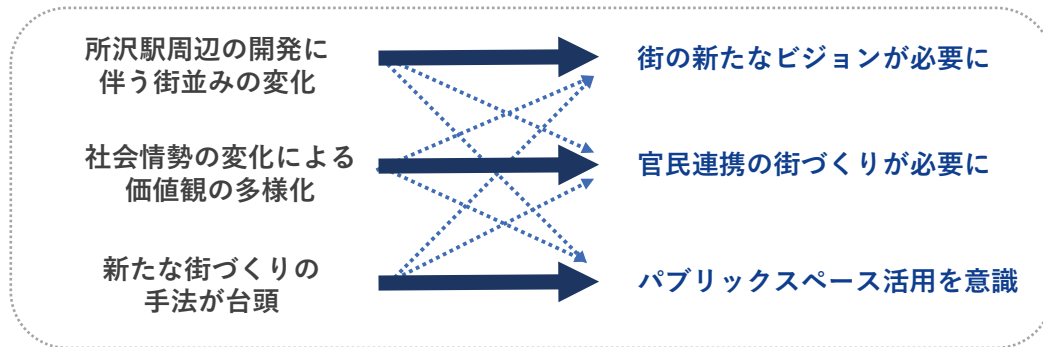 所沢駅周辺の開発に
伴う街並みの変化
街の新たなビジョンが必要に
社会情勢の変化による
価値観の多様化
官民連携の街づくりが必要に
新たな街づくりの
手法が台頭
パブリックスペース活用を意識